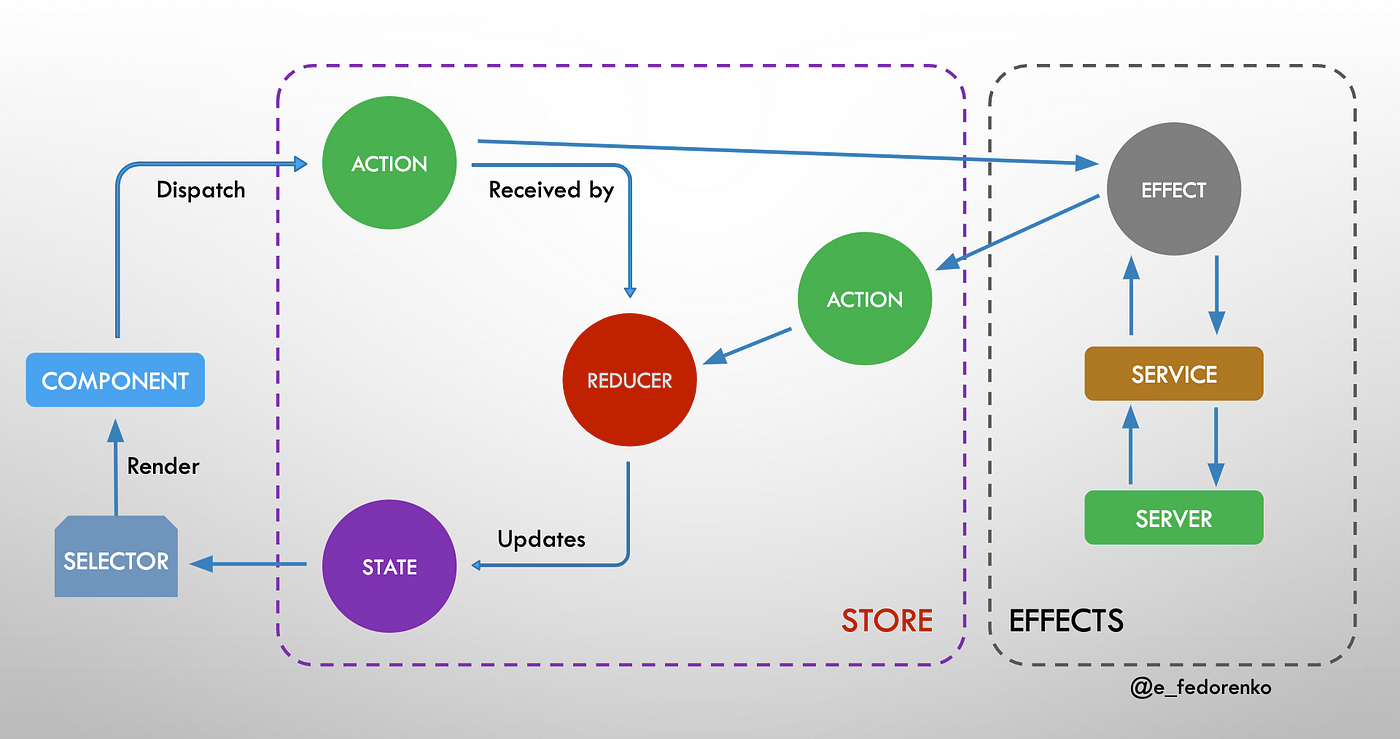 ACTION
Dispatch
Received by
EFFECT
ACTION
COMPONENT
REDUCER
SERVICE
Render
SERVER
Updates
SELECTOR
STATE
STORE
EFFECTS
@e_fedorenko